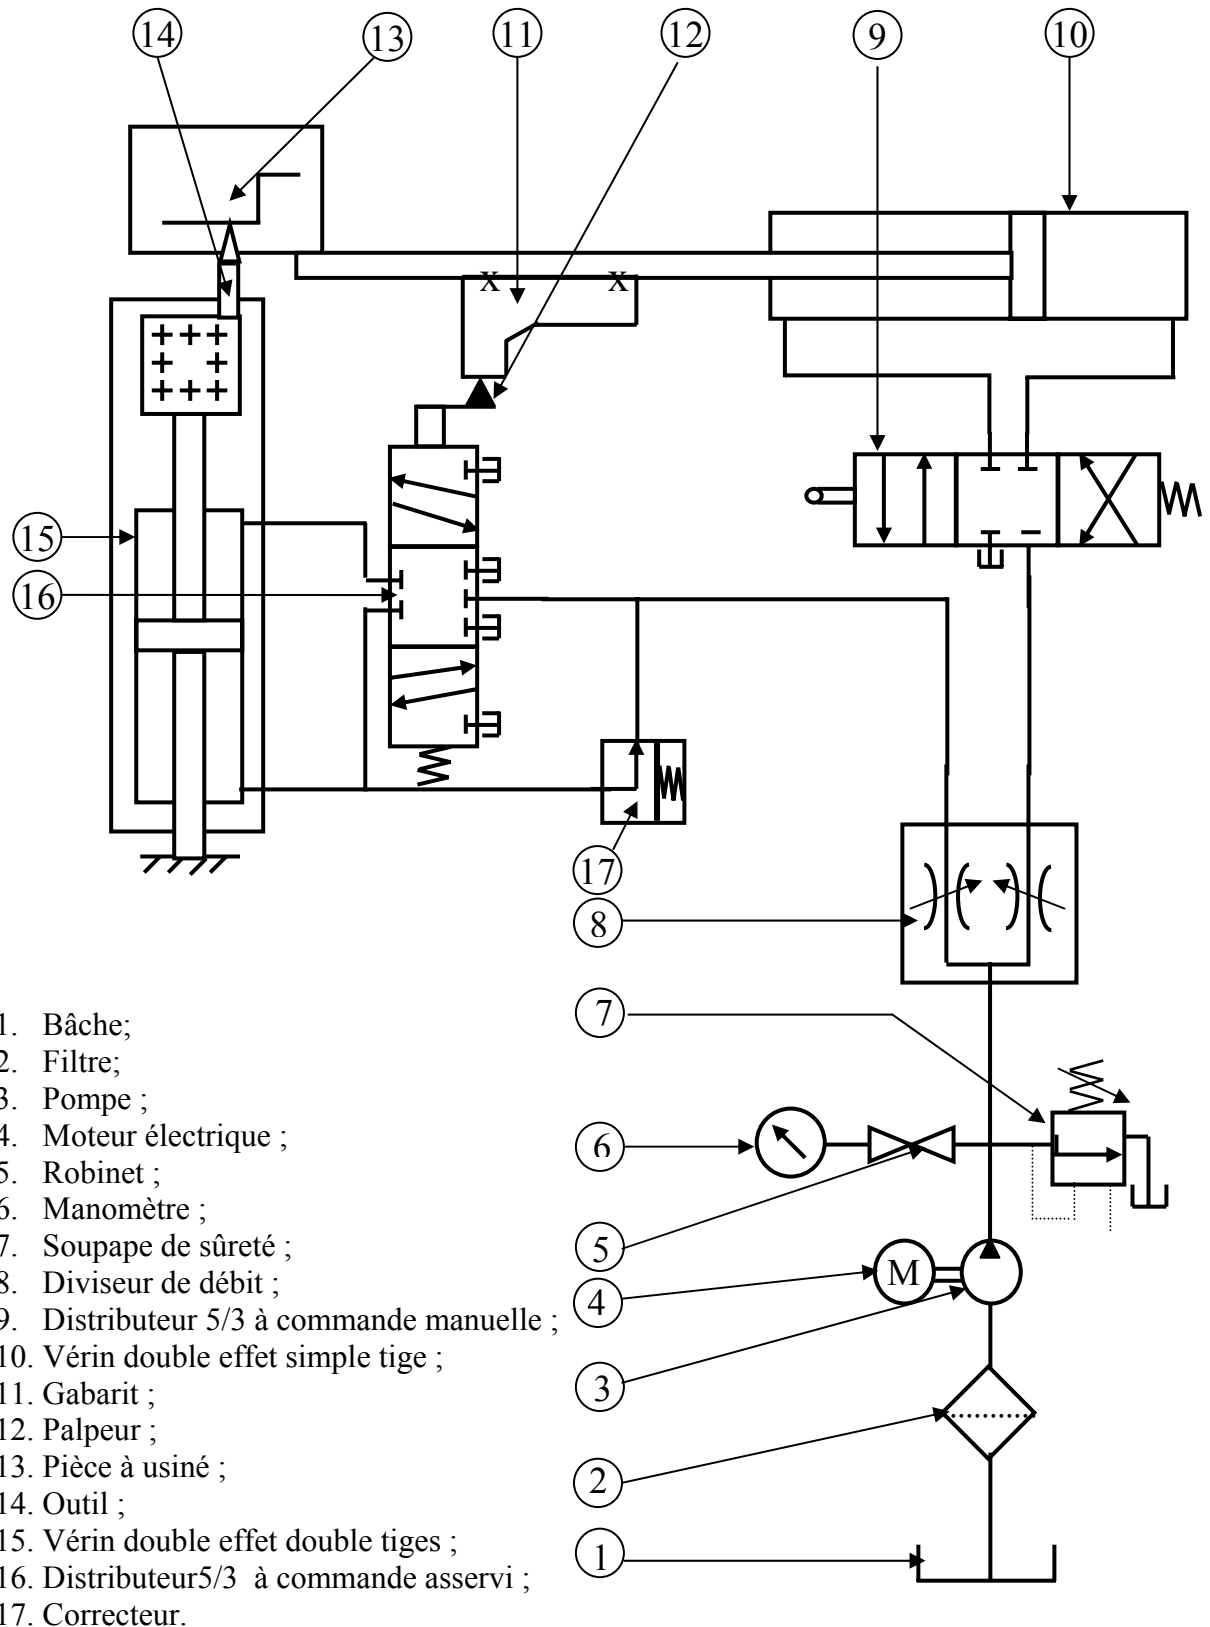 14
13
11
12
9
10
x x
15
16
17
8
7
6
5
4
M
3
2
1
1. Bâche;
2. Filtre;
3. Pompe ;
4. Moteur électrique ;
5. Robinet ;
6. Manomètre ;
7. Soupape de sûreté ;
8. Diviseur de débit ;
9. Distributeur 5/3 à commande manuelle ;
10. Vérin double effet simple tige ;
11. Gabarit ;
12. Palpeur ;
13. Pièce à usiné ;
14. Outil ;
15. Vérin double effet double tiges ;
16. Distributeur5/3 à commande asservi ;
17. Correcteur.